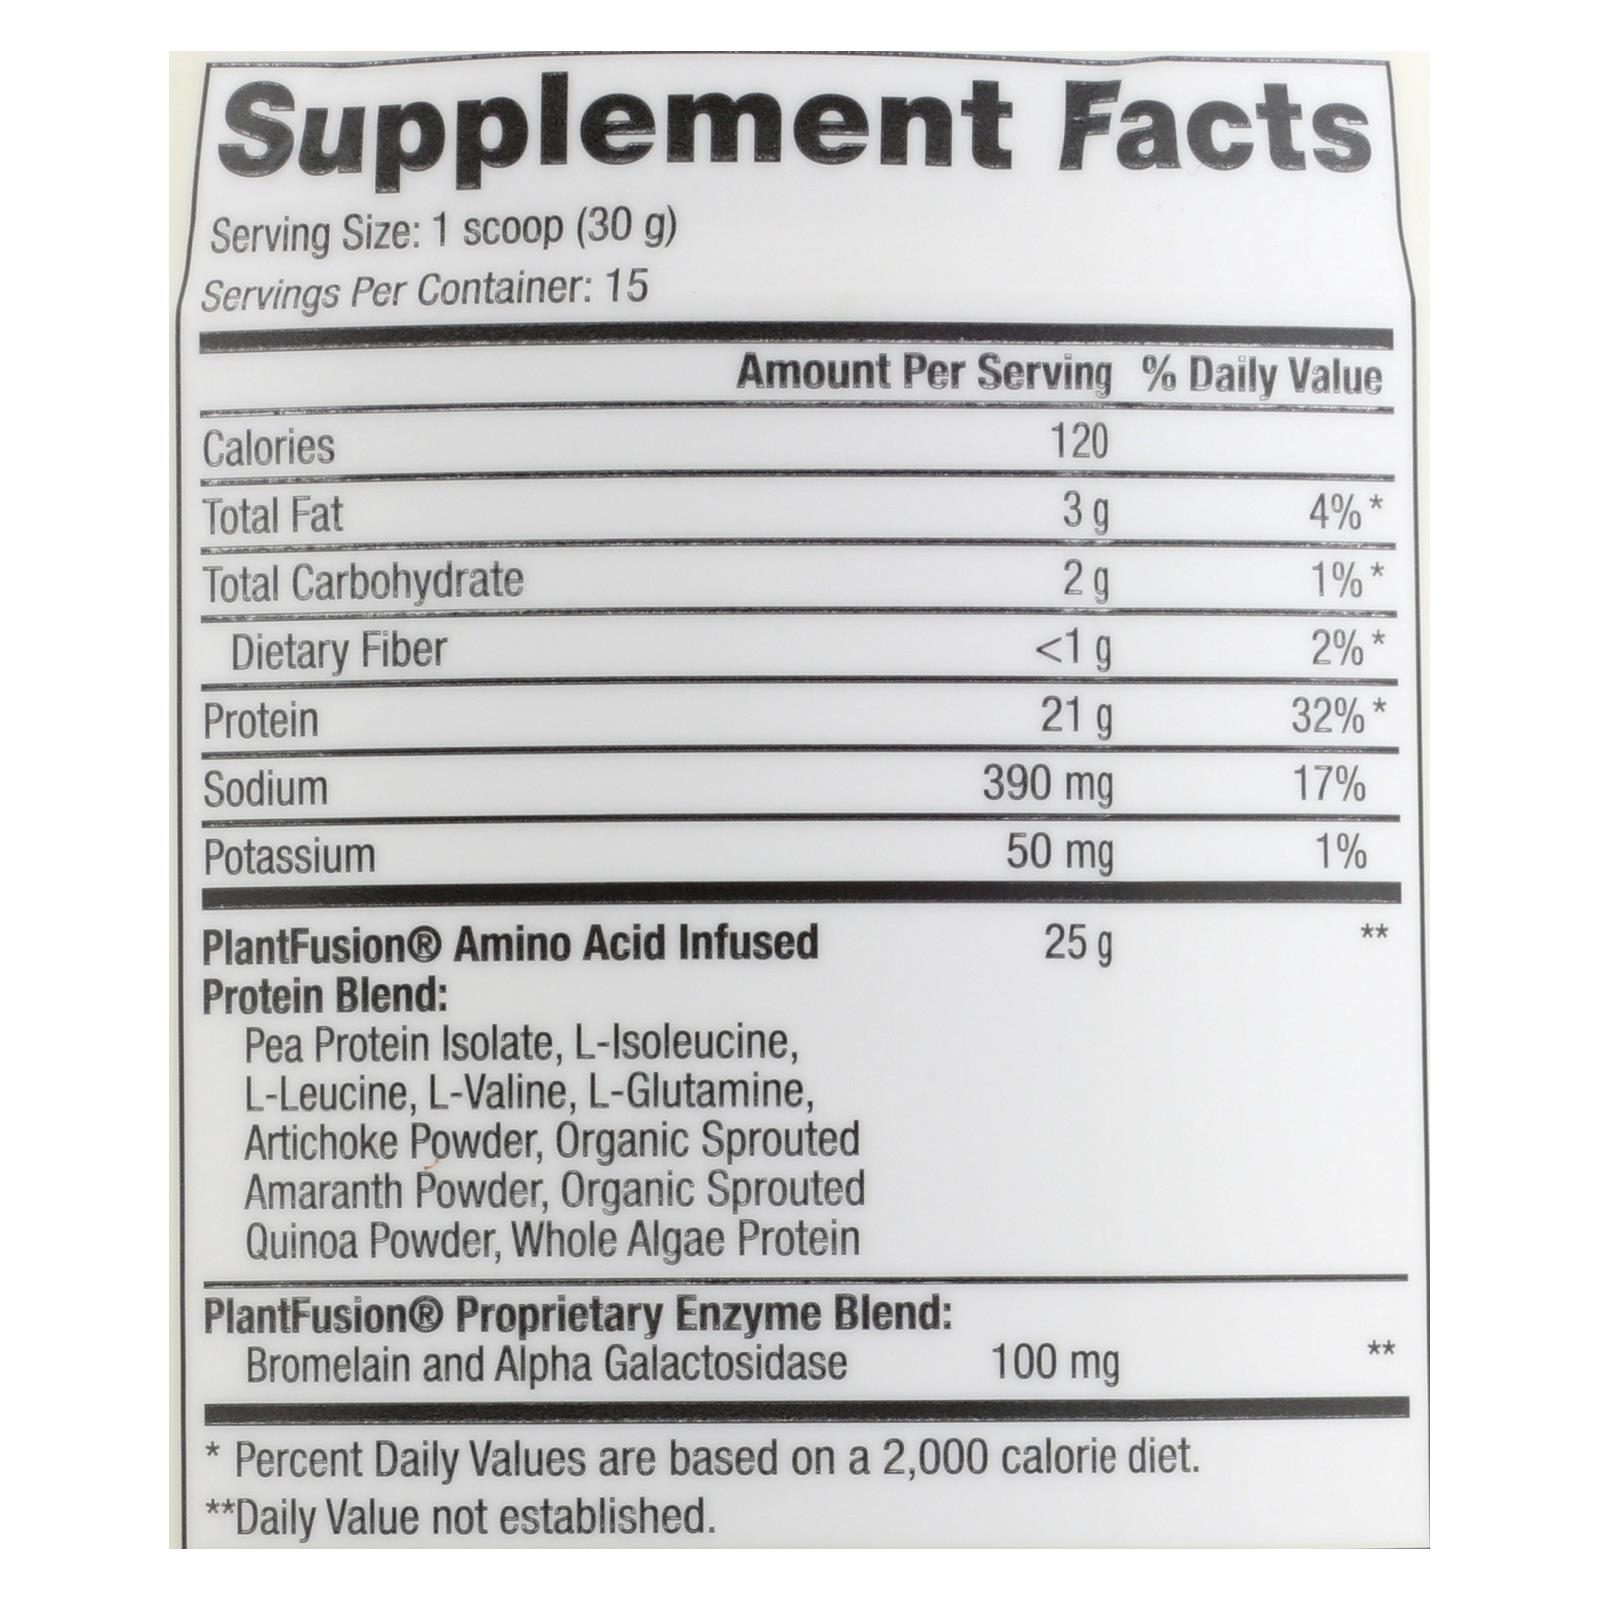 Supplement Facts
Serving Size: 1 scoop (30 g)
Servings Per Container: 15
Amount Per Serving % Daily Value
Calories 120
Total Fat 3 g 4%*
Total Carbohydrate 2 g 1%*
Dietary Fiber <1 g 2%*
Protein 21 g 32%*
Sodium 390 mg 17%
Potassium 50 mg 1%
PlantFusion® Amino Acid Infused 25 g **
Protein Blend:
Pea Protein Isolate, L-Isoleucine,
L-Leucine, L-Valine, L-Glutamine,
Artichoke Powder, Organic Sprouted
Amaranth Powder, Organic Sprouted
Quinoa Powder, Whole Algae Protein
PlantFusion® Proprietary Enzyme Blend:
Bromelain and Alpha Galactosidase 100 mg **
* Percent Daily Values are based on a 2,000 calorie diet.
**Daily Value not established.